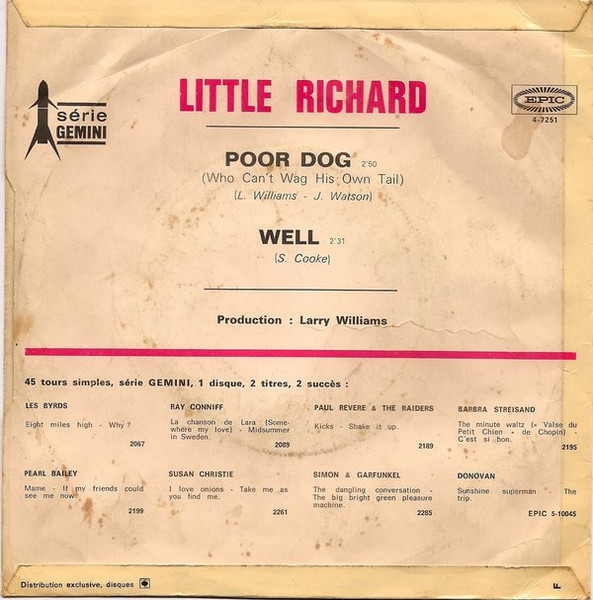 série
GEMINI
LITTLE RICHARD
EPIC
4-7251
POOR DOG 2'50
(Who Can't Wag His Own Tail)
(L. Williams - J. Watson)
WELL 2'31
(S. Cooke)
Production : Larry Williams
45 tours simples, série GEMINI, 1 disque, 2 titres, 2 succès :
LES BYRDS
Eight miles high - Why ?
2067
RAY CONNIFF
La chanson de Lara (Some-
where my love) - Midsummer
in Sweden.
2089
PAUL REVERE & THE RAIDERS
Kicks - Shake it up.
2189
BARBRA STREISAND
The minute waltz (« Valse du
Petit Chien » de Chopin) -
C'est si bon.
2195
PEARL BAILEY
Mame - If my friends could
see me now.
2199
SUSAN CHRISTIE
I love onions - Take me as
you find me.
2261
SIMON & GARFUNKEL
The dangling conversation -
The big bright green pleasure
machine.
2285
DONOVAN
Sunshine superman - The
trip.
EPIC 5-10045
Distribution exclusive, disques
F